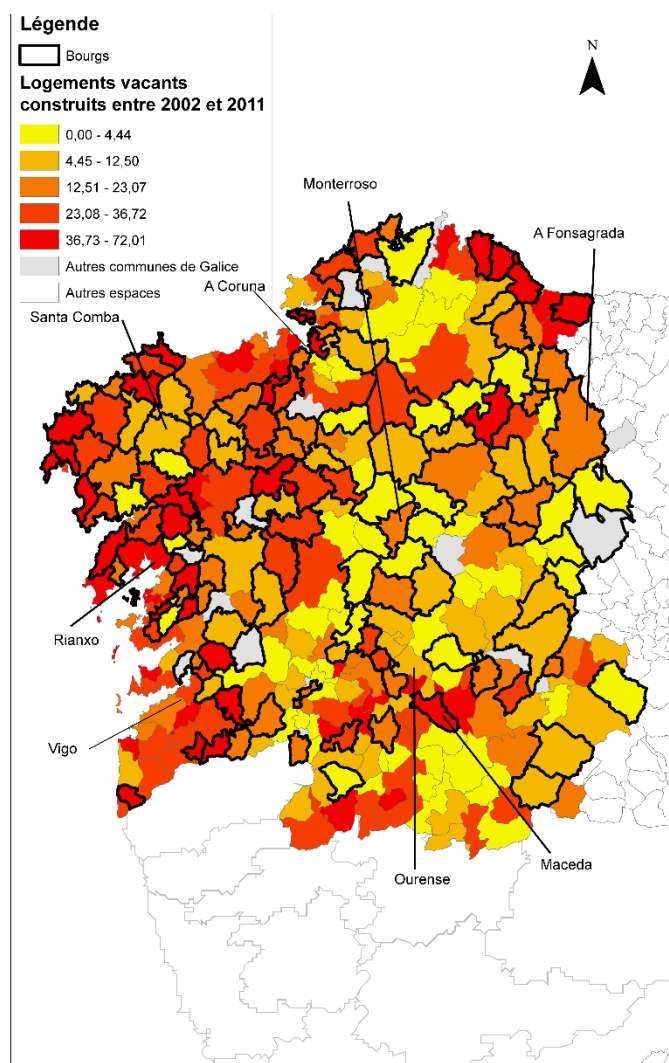 Légende
Bourgs
Logements vacants
construits entre 2002 et 2011
0,00 - 4,44
4,45 - 12,50
12,51 - 23,07
23,08 - 36,72
36,73 - 72,01
Autres communes de Galice
Autres espaces
N
Monterroso
A Fonsagrada
A Coruna
Santa Comba
Rianxo
Vigo
Maceda
Ourense